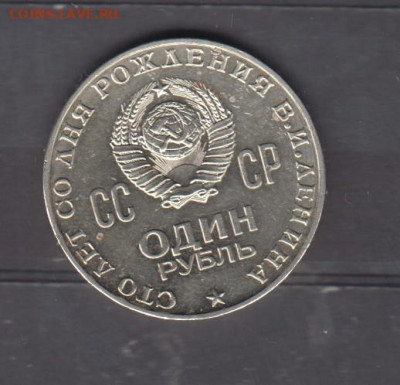 COINS.LAVE.RU
СТО ЛЕТ СО ДНЯ РОЖДЕНИЯ В.И.ЛЕНИНА
СС СР
ОДИН
РУБЛЬ